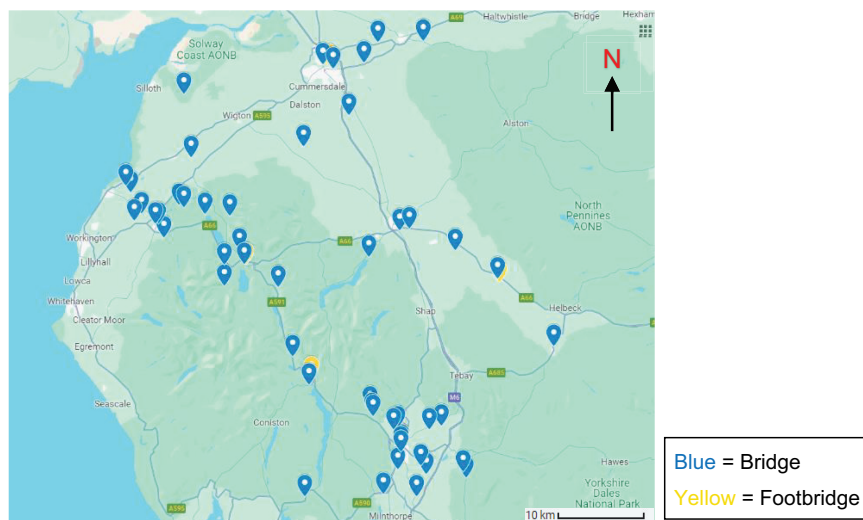 Haltwhistle
Bridge
Hexham
A69
Solway
Coast AONB
N
Silloth
Cummersdale
Dalston
Wigton
A595
Alston
North
Pennines
AONB
A66
Workington
Lillyhall
A66
Lowca
A66
Whitehaven
A591
Shap
Helbeck
Cleator Moor
Egremont
Tebay
A685
M6
Seascale
Coniston
Hawes
Yorkshire
Dales
National Park
A595
A590
Milnthorpe
10 km
Blue = Bridge
Yellow = Footbridge